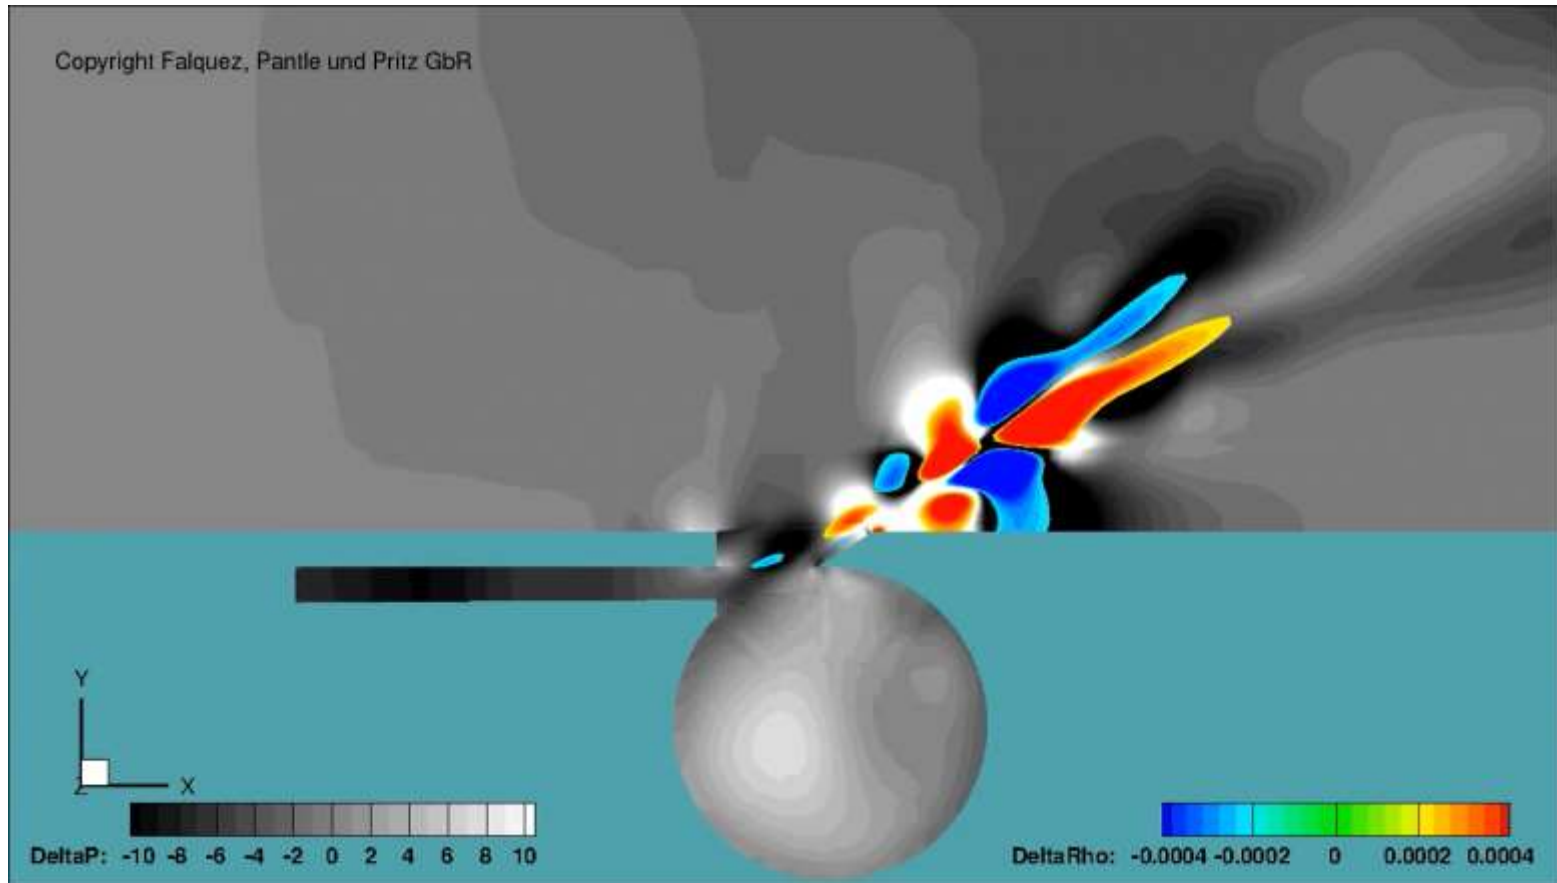 Copyright Falquez, Pantle und Pritz GbR
Y
Z
X
DeltaP: -10 -8 -6 -4 -2 0 2 4 6 8 10
DeltaRho: -0.0004 -0.0002 0 0.0002 0.0004